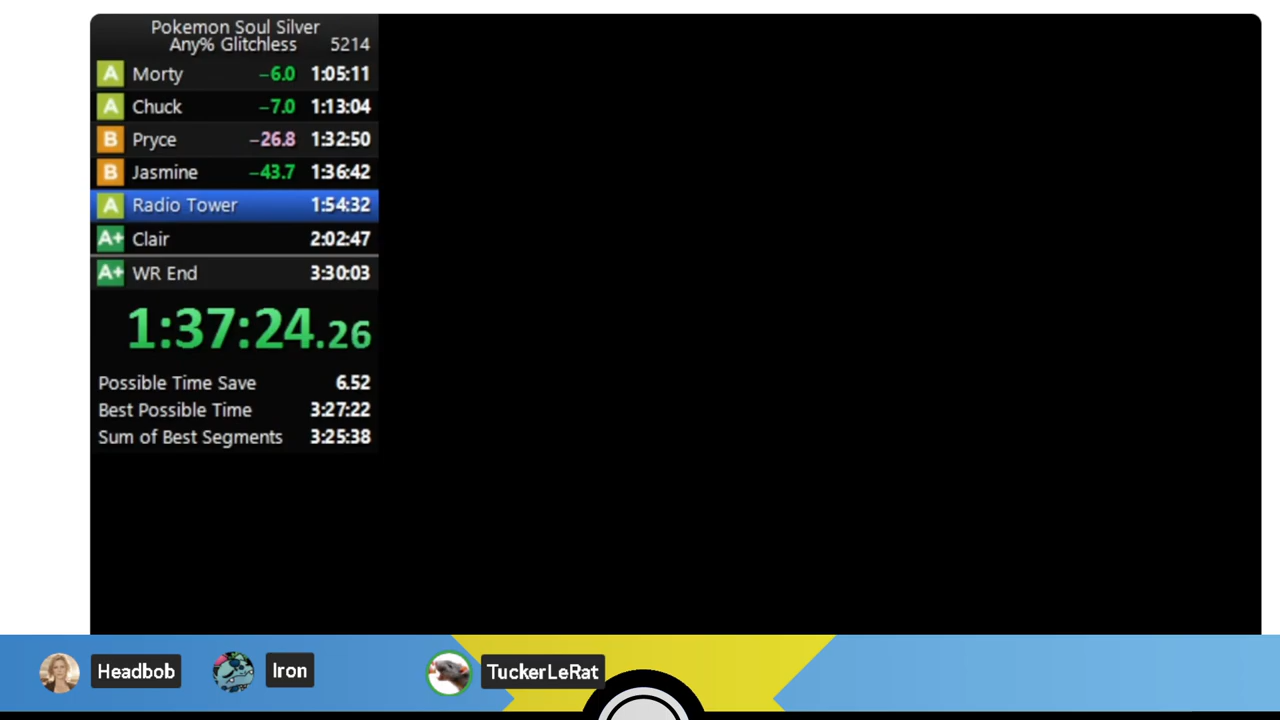 Pokemon Soul Silver
Any% Glitchless 5214
A Morty −6.0 1:05:11
A Chuck −7.0 1:13:04
B Pryce −26.8 1:32:50
B Jasmine −43.7 1:36:42
A Radio Tower 1:54:32
A+ Clair 2:02:47
A+ WR End 3:30:03
1:37:24.26
Possible Time Save 6.52
Best Possible Time 3:27:22
Sum of Best Segments 3:25:38
Headbob Iron TuckerLeRat